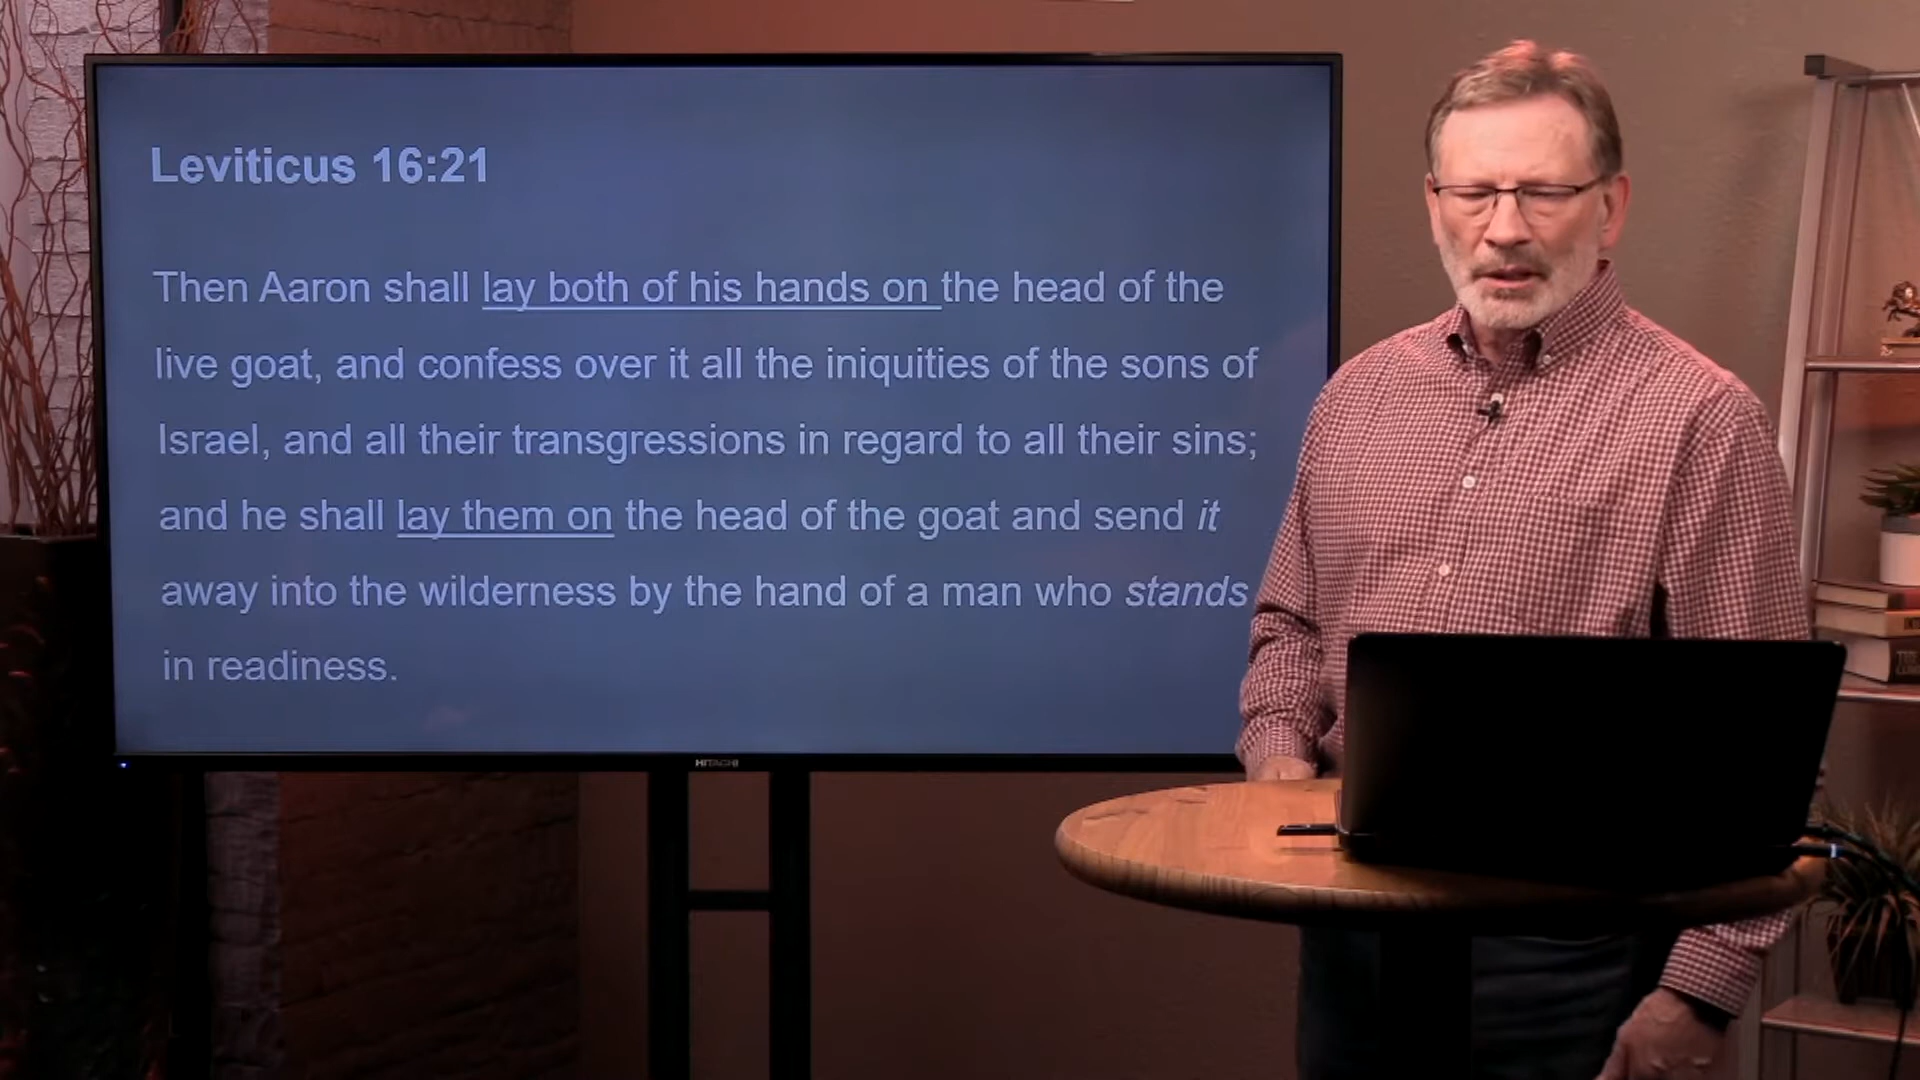 Leviticus 16:21
Then Aaron shall lay both of his hands on the head of the
live goat, and confess over it all the iniquities of the sons of
Israel, and all their transgressions in regard to all their sins;
and he shall lay them on the head of the goat and send it
away into the wilderness by the hand of a man who stands
in readiness.
HITACHI